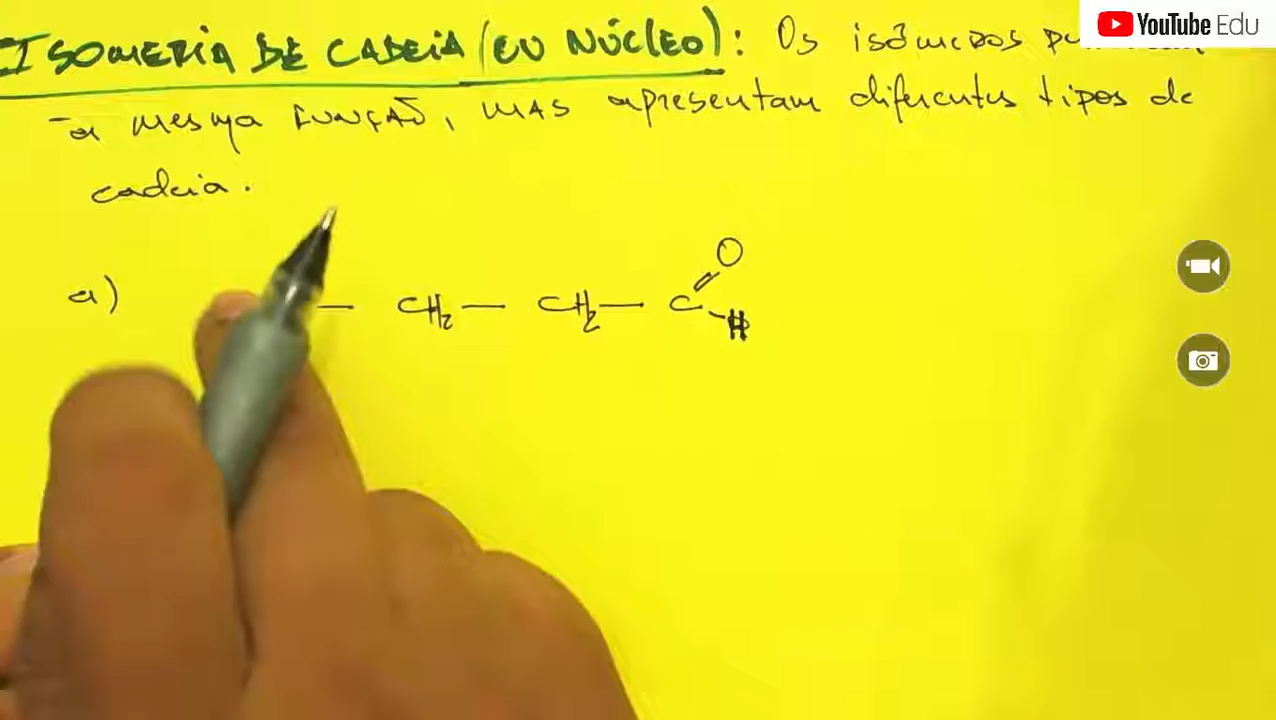 YouTube Edu
ISOMERIA DE CADEIA (OU NÚCLEO): Os isômeros
a mesma FUNÇÃO, MAS apresentam diferentes tipos de
cadeia.
a) — CH2 — CH2 — C
O
H